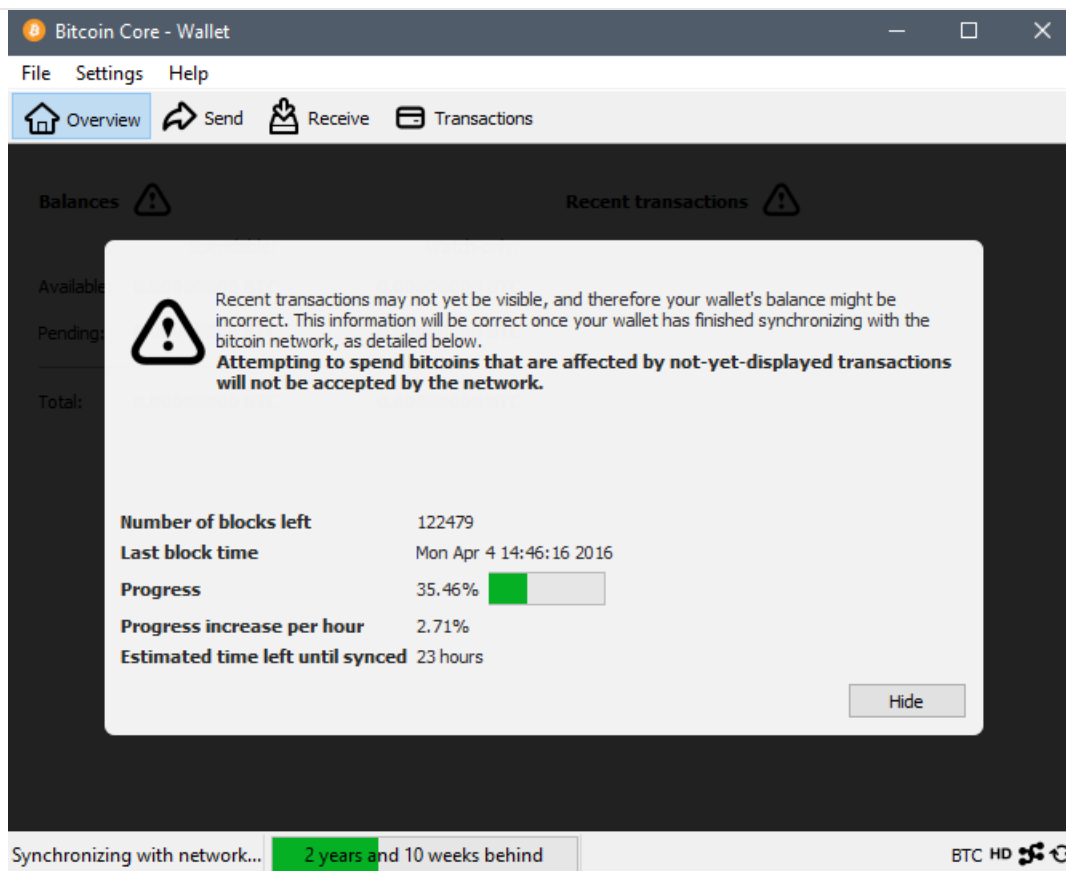 Bitcoin Core - Wallet
File Settings Help
Overview Send Receive Transactions
Balances Recent transactions
Available
Pending:
Total:
Recent transactions may not yet be visible, and therefore your wallet's balance might be
incorrect. This information will be correct once your wallet has finished synchronizing with the
bitcoin network, as detailed below.
Attempting to spend bitcoins that are affected by not-yet-displayed transactions
will not be accepted by the network.
Number of blocks left 122479
Last block time Mon Apr 4 14:46:16 2016
Progress 35.46%
Progress increase per hour 2.71%
Estimated time left until synced 23 hours
Hide
Synchronizing with network... 2 years and 10 weeks behind BTC HD